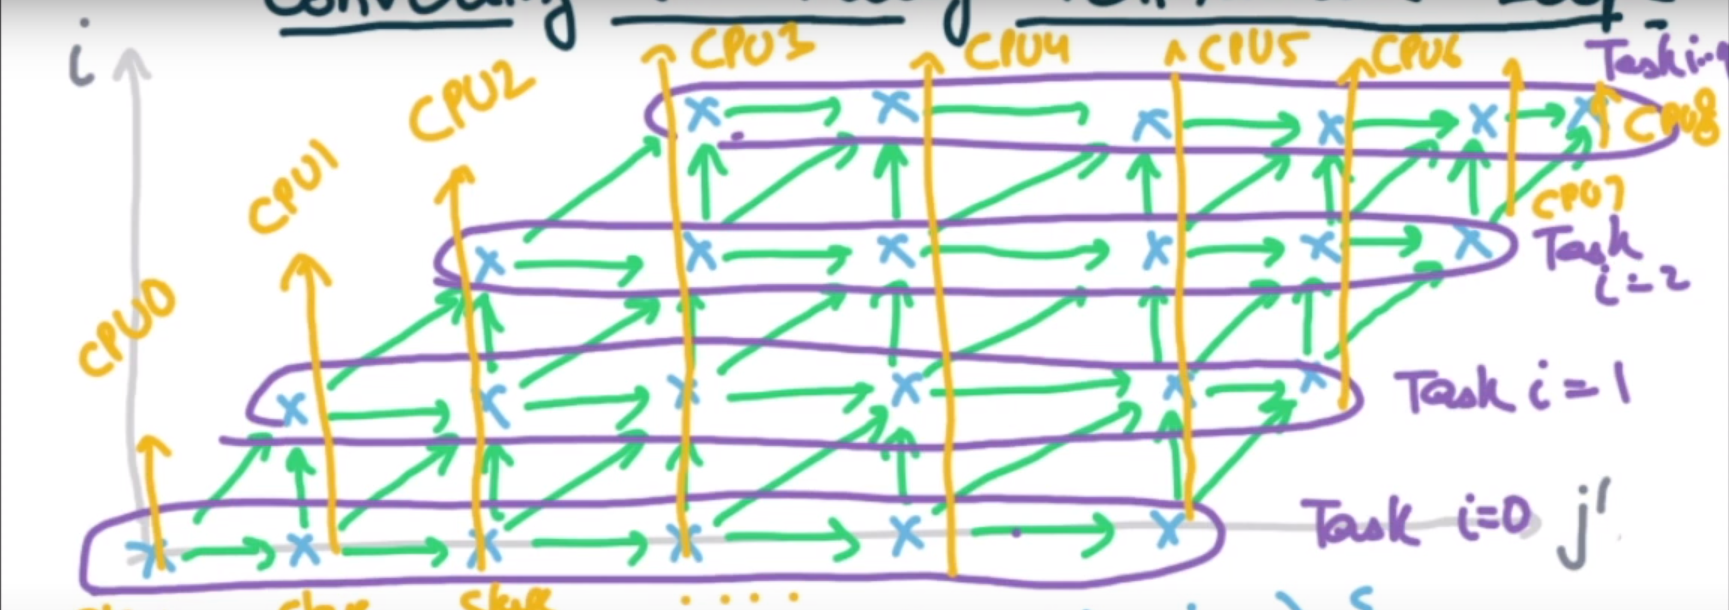 i
CPU3
CPU4
CPU5
CPU6
CPU2
CPU8
CPU1
CPU7
Task
i=2
CPU0
Task i=1
Task i=0
j'